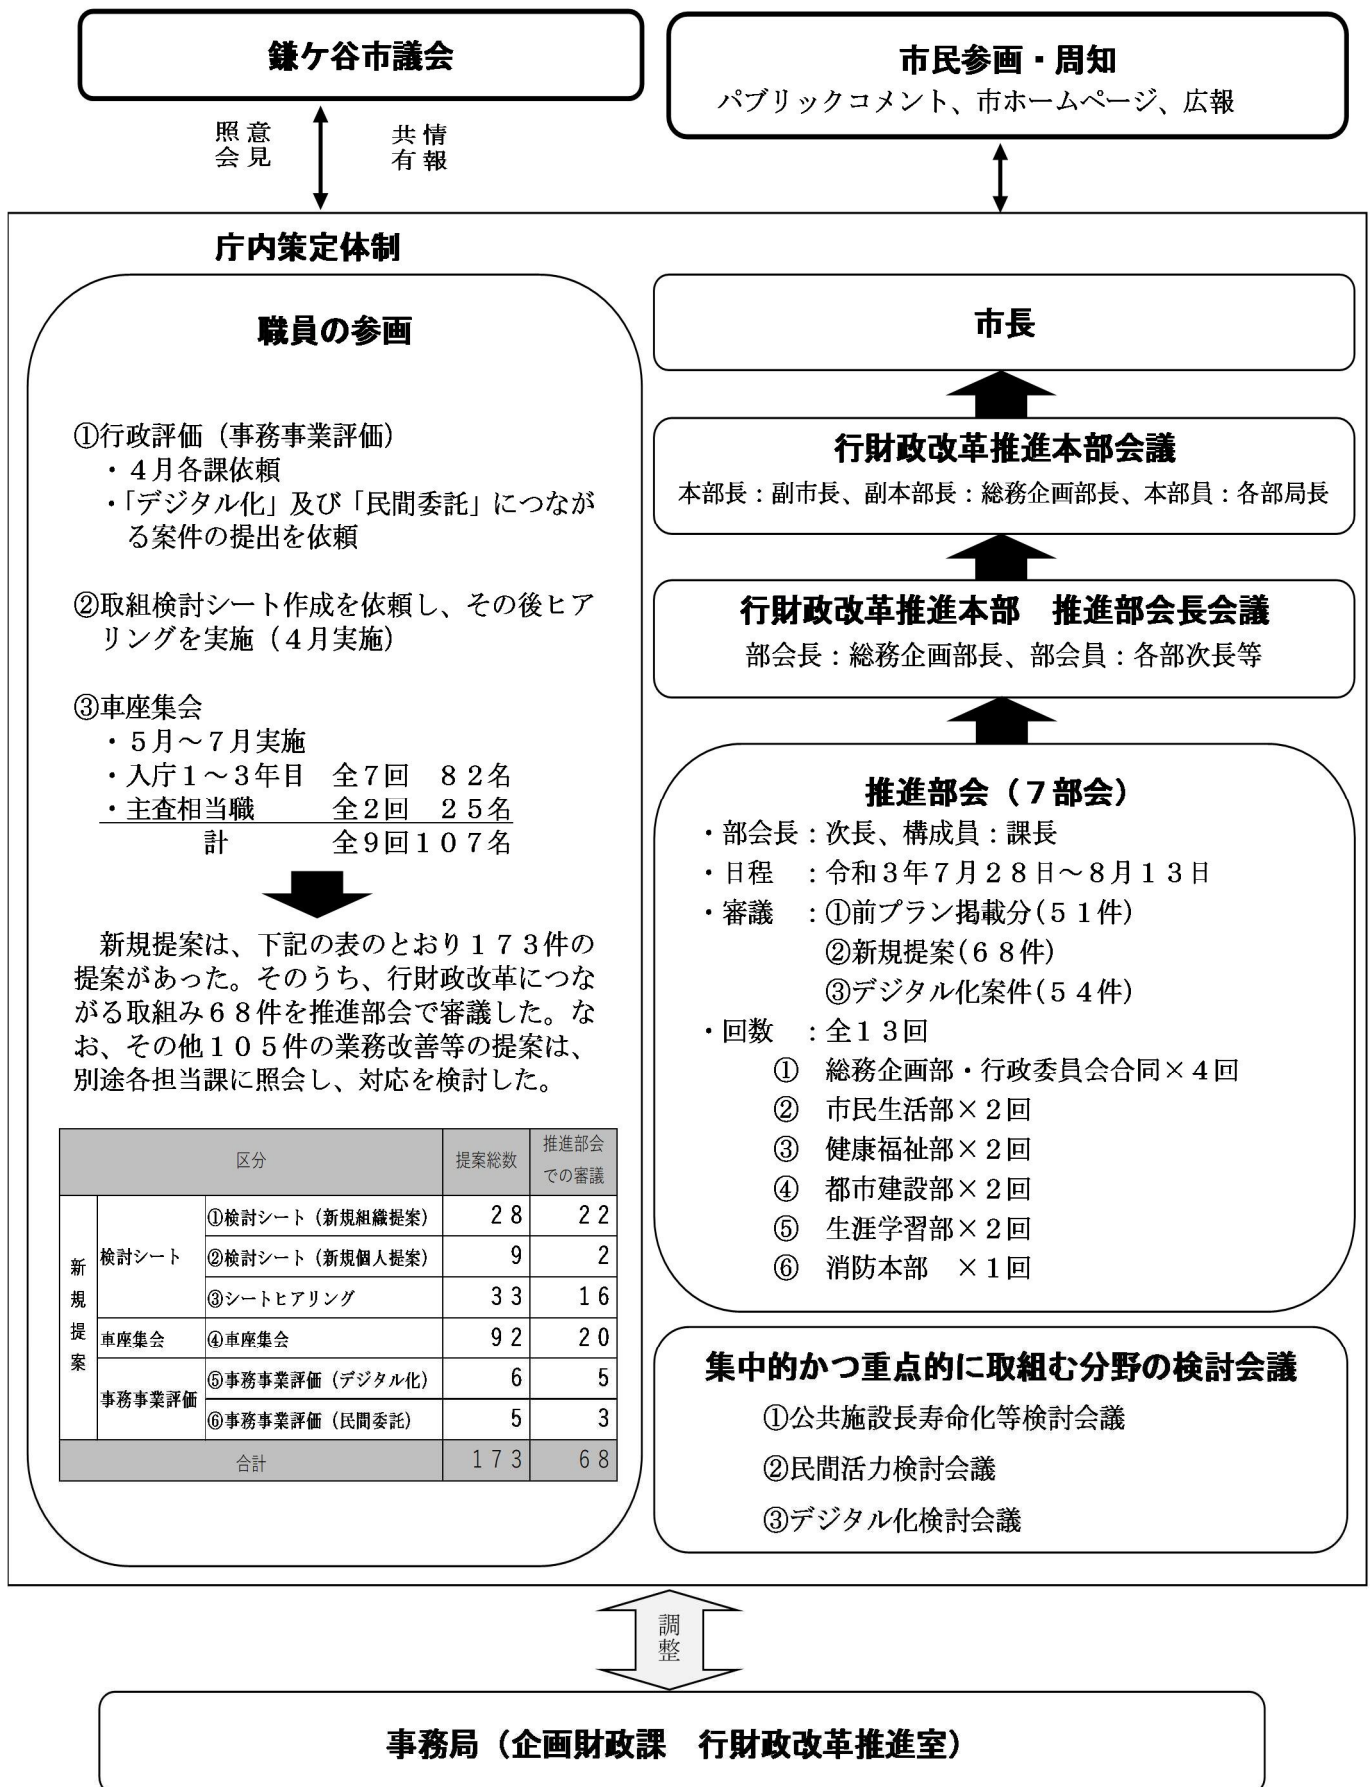 鎌ケ谷市議会
市民参画・周知
パブリックコメント、市ホームページ、広報
意見
照会
情報
共有
庁内策定体制
職員の参画
①行政評価（事務事業評価）
・４月各課依頼
・「デジタル化」及び「民間委託」につなが
る案件の提出を依頼
②取組検討シート作成を依頼し、その後ヒア
リングを実施（４月実施）
③車座集会
・５月～７月実施
・入庁１～３年目　全７回　８２名
・主査相当職　全２回　２５名
計　全９回１０７名
新規提案は、下記の表のとおり１７３件の
提案があった。そのうち、行財政改革につな
がる取組み６８件を推進部会で審議した。な
お、その他１０５件の業務改善等の提案は、
別途各担当課に照会し、対応を検討した。
区分　提案総数　推進部会
での審議
新規提案
検討シート
①検討シート（新規組織提案）　２８　２２
②検討シート（新規個人提案）　９　２
③シートヒアリング　３３　１６
車座集会　④車座集会　９２　２０
事務事業評価
⑤事務事業評価（デジタル化）　６　５
⑥事務事業評価（民間委託）　５　３
合計　１７３　６８
市長
行財政改革推進本部会議
本部長：副市長、副本部長：総務企画部長、本部員：各部局長
行財政改革推進本部　推進部会長会議
部会長：総務企画部長、部会員：各部次長等
推進部会（７部会）
・部会長：次長、構成員：課長
・日程　：令和３年７月２８日～８月１３日
・審議　：①前プラン掲載分（５１件）
②新規提案（６８件）
③デジタル化案件（５４件）
・回数　：全１３回
①　総務企画部・行政委員会合同×４回
②　市民生活部×２回
③　健康福祉部×２回
④　都市建設部×２回
⑤　生涯学習部×２回
⑥　消防本部　×１回
集中的かつ重点的に取組む分野の検討会議
①公共施設長寿命化等検討会議
②民間活力検討会議
③デジタル化検討会議
調整
事務局（企画財政課　行財政改革推進室）